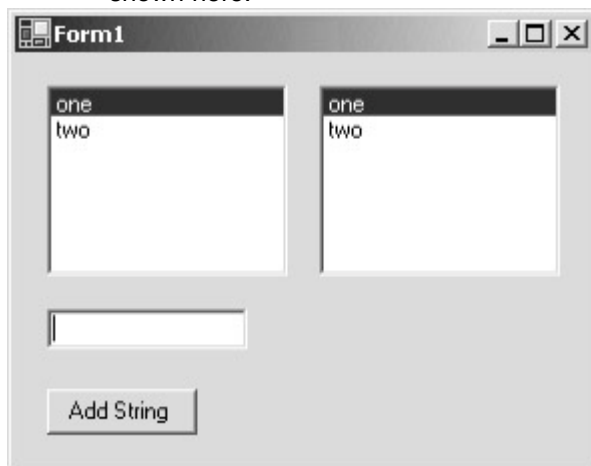 shown here.
Form1
one
two
one
two
Add String